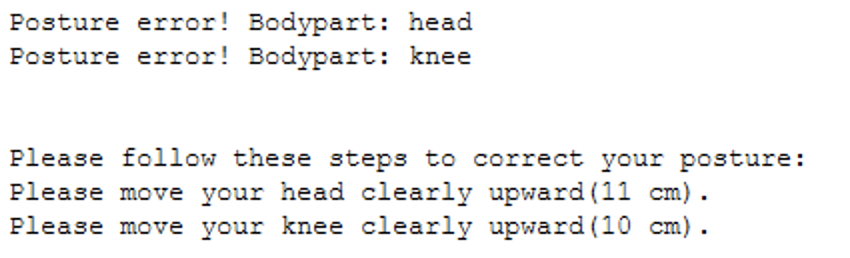 Posture error! Bodypart: head
Posture error! Bodypart: knee
Please follow these steps to correct your posture:
Please move your head clearly upward(11 cm).
Please move your knee clearly upward(10 cm).